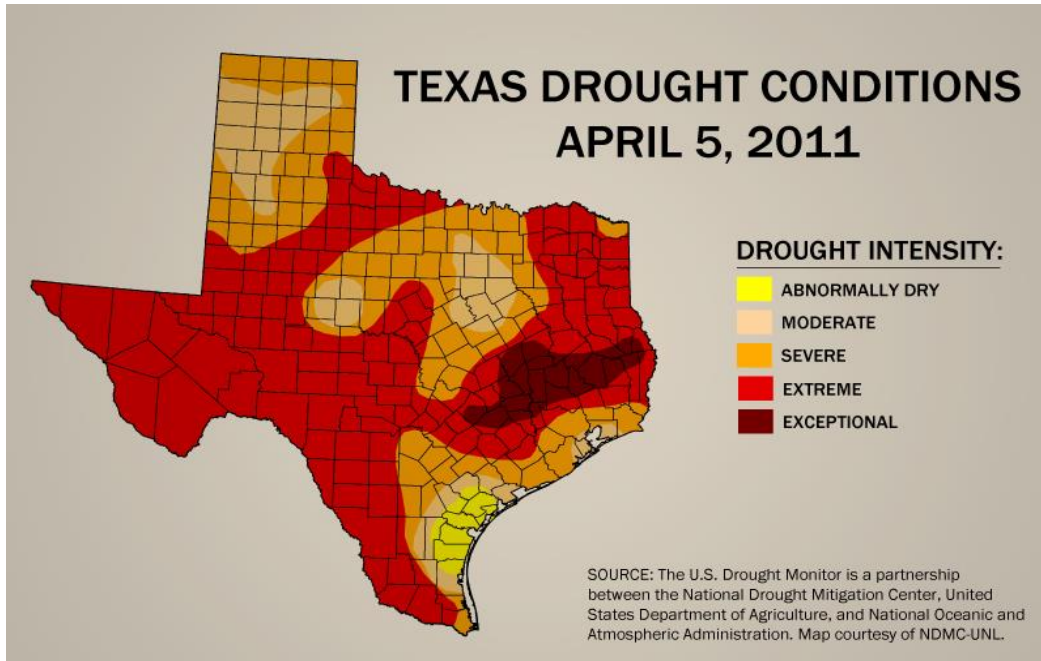 TEXAS DROUGHT CONDITIONS
APRIL 5, 2011
DROUGHT INTENSITY:
ABNORMALLY DRY
MODERATE
SEVERE
EXTREME
EXCEPTIONAL
SOURCE: The U.S. Drought Monitor is a partnership
between the National Drought Mitigation Center, United
States Department of Agriculture, and National Oceanic and
Atmospheric Administration. Map courtesy of NDMC-UNL.